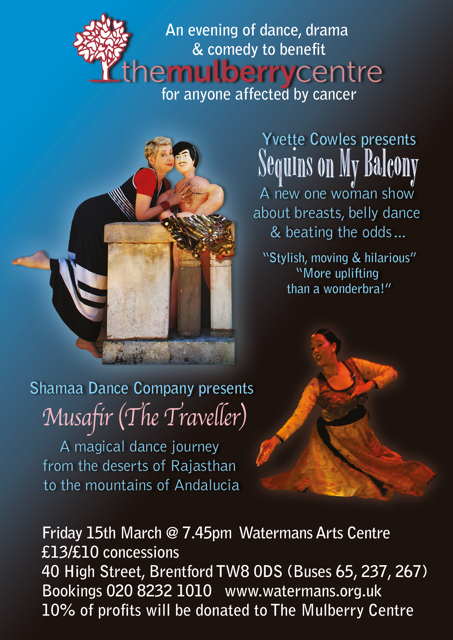 An evening of dance, drama
& comedy to benefit
themulberrycentre
for anyone affected by cancer
Yvette Cowles presents
Sequins on My Balcony
A new one woman show
about breasts, belly dance
& beating the odds...
“Stylish, moving & hilarious”
“More uplifting
than a wonderbra!”
Shamaa Dance Company presents
Musafir (The Traveller)
A magical dance journey
from the deserts of Rajasthan
to the mountains of Andalucia
Friday 15th March @ 7.45pm Watermans Arts Centre
£13/£10 concessions
40 High Street, Brentford TW8 0DS (Buses 65, 237, 267)
Bookings 020 8232 1010 www.watermans.org.uk
10% of profits will be donated to The Mulberry Centre